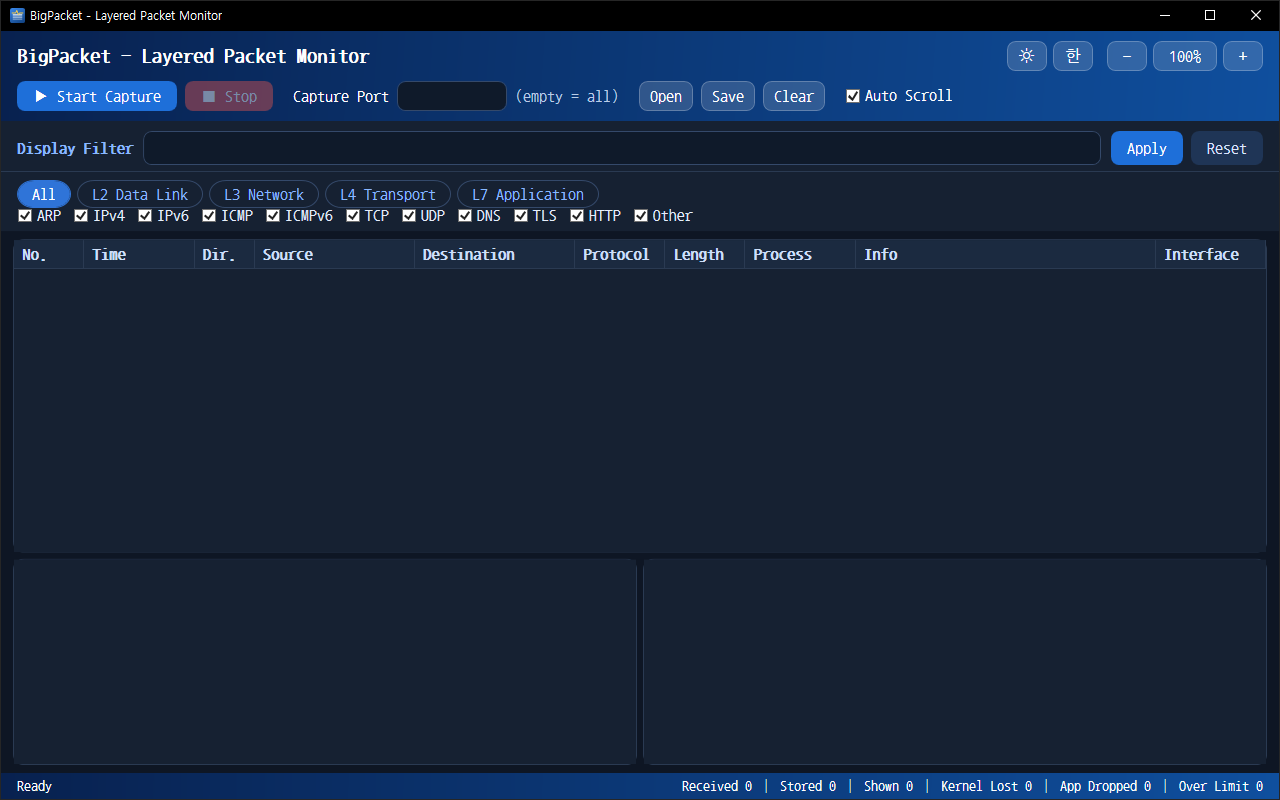 BigPacket - Layered Packet Monitor
BigPacket — Layered Packet Monitor 한 − 100% +
Start Capture Stop Capture Port (empty = all) Open Save Clear Auto Scroll
Display Filter Apply Reset
All L2 Data Link L3 Network L4 Transport L7 Application
ARP IPv4 IPv6 ICMP ICMPv6 TCP UDP DNS TLS HTTP Other
No. Time Dir. Source Destination Protocol Length Process Info Interface
Ready Received 0 | Stored 0 | Shown 0 | Kernel Lost 0 | App Dropped 0 | Over Limit 0